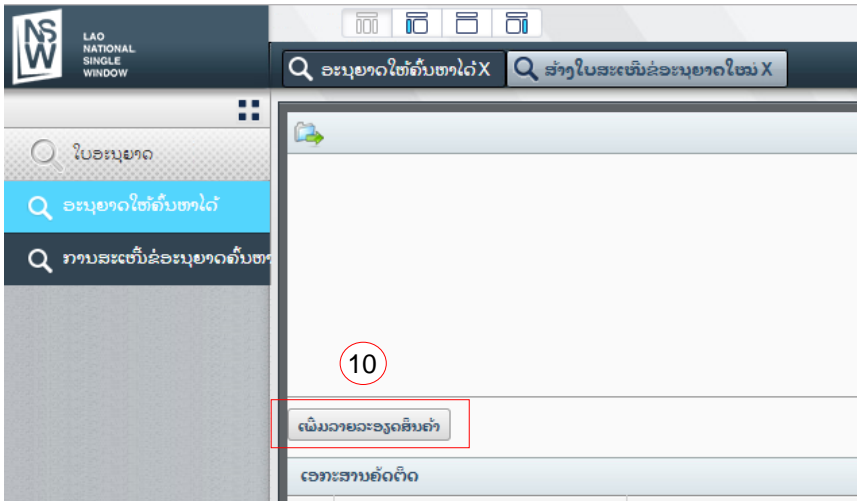 NSW
LAO
NATIONAL
SINGLE
WINDOW
ອະນຸຍາດໃຫ້ຄົ້ນຫາໄດ້ X
ສ້າງໃບສະເໜີຂໍອະນຸຍາດໃໝ່ X
ໃບອະນຸຍາດ
ອະນຸຍາດໃຫ້ຄົ້ນຫາໄດ້
ການສະເໜີຂໍອະນຸຍາດຄົ້ນຫາ
10
ເພີ່ມລາຍລະອຽດສິນຄ້າ
ເອກະສານຄັດຕິດ